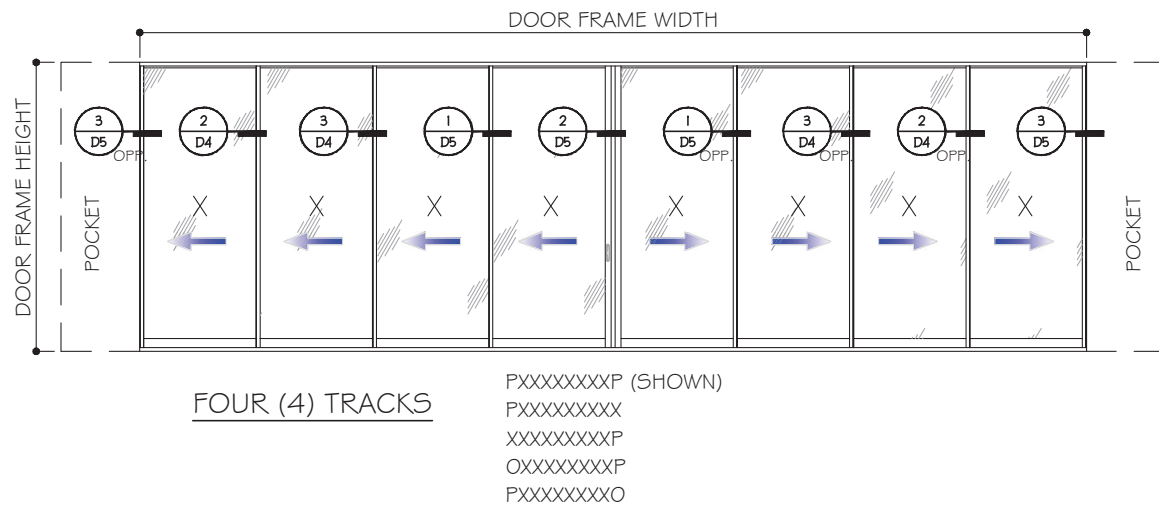 DOOR FRAME WIDTH
DOOR FRAME HEIGHT
POCKET
3
D5
OPP.
2
D4
3
D4
1
D5
2
D5
1
D5
OPP.
3
D4
OPP.
2
D4
OPP.
3
D5
X X X X X X X X
POCKET
FOUR (4) TRACKS
PXXXXXXXXP (SHOWN)
PXXXXXXXXX
XXXXXXXXXP
OXXXXXXXXP
PXXXXXXXXO